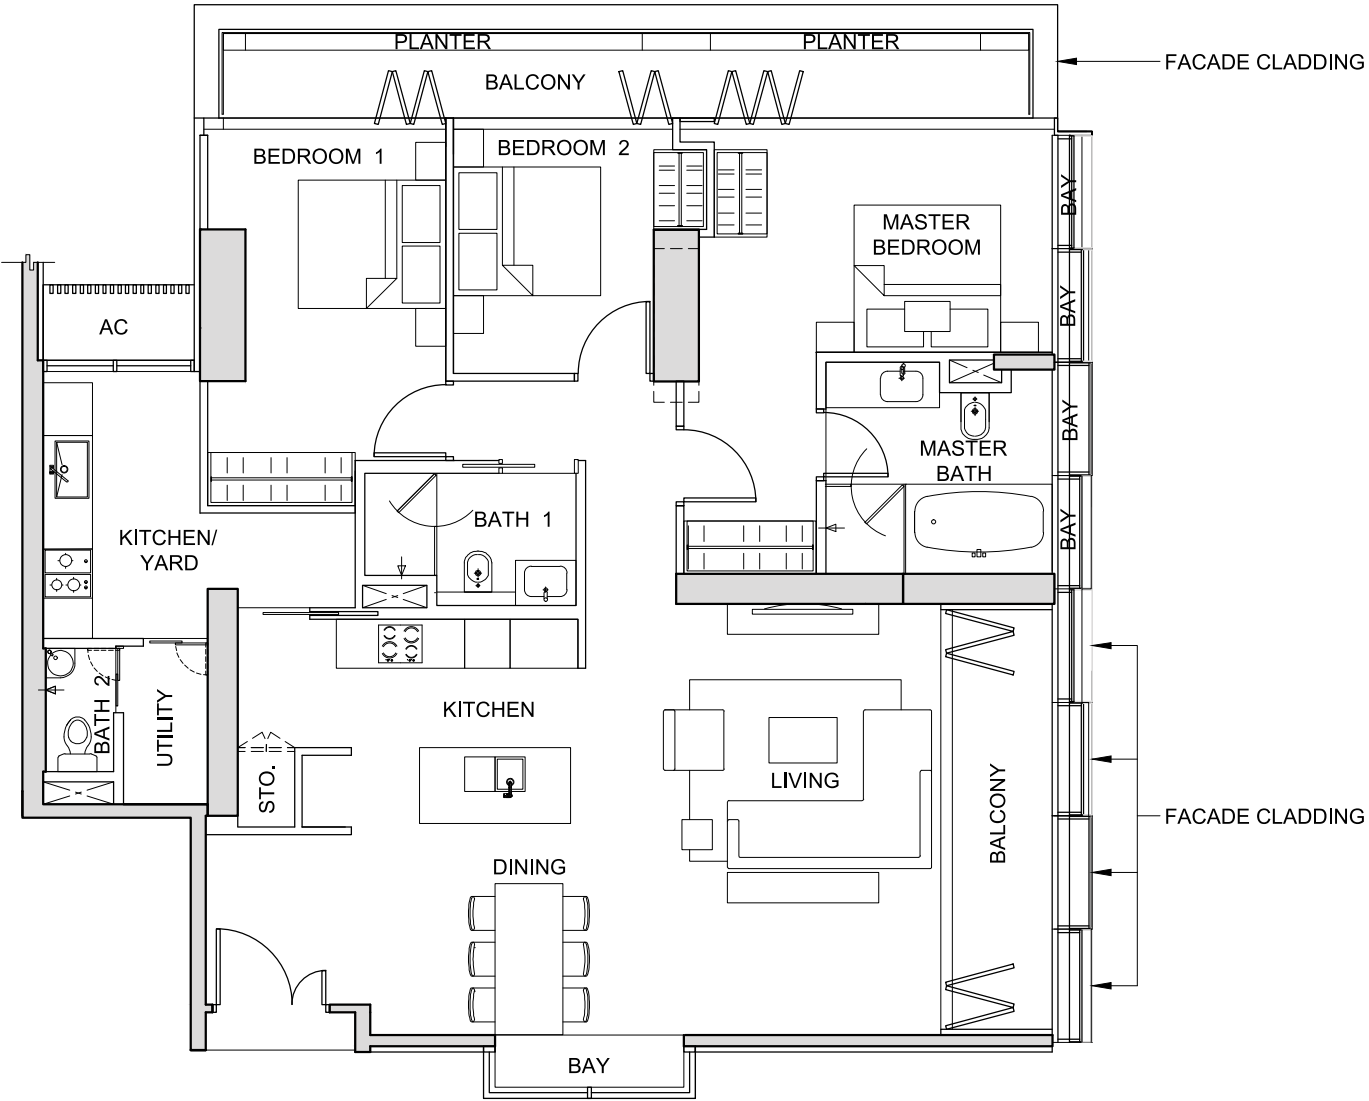 PLANTER
PLANTER
FACADE CLADDING
BALCONY
BEDROOM 1
BEDROOM 2
BAY
MASTER
BEDROOM
BAY
AC
BAY
MASTER
BATH
BATH 1
BAY
KITCHEN/
YARD
BATH 2
UTILITY
KITCHEN
STO.
LIVING
BALCONY
FACADE CLADDING
DINING
BAY